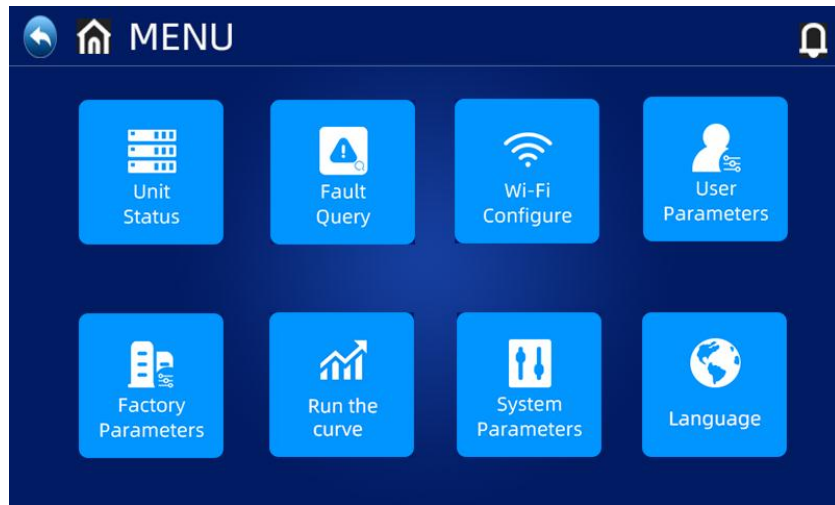 MENU
Unit
Status
Fault
Query
Wi-Fi
Configure
User
Parameters
Factory
Parameters
Run the
curve
System
Parameters
Language